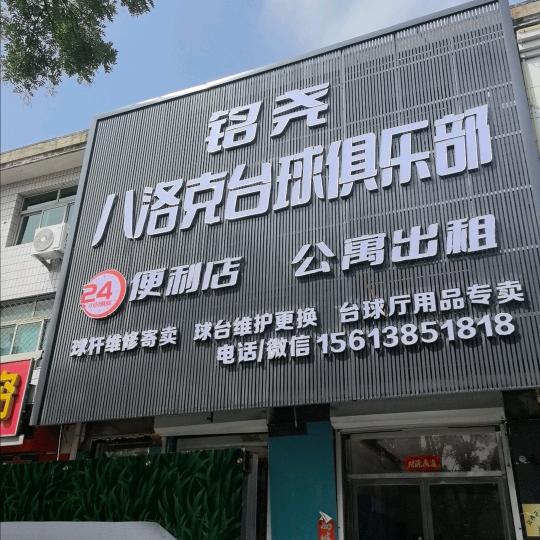 铭尧
八洛克台球俱乐部
24
便利店 公寓出租
球杆维修寄卖 球台维护更换 台球厅用品专卖
电话/微信 15613851818